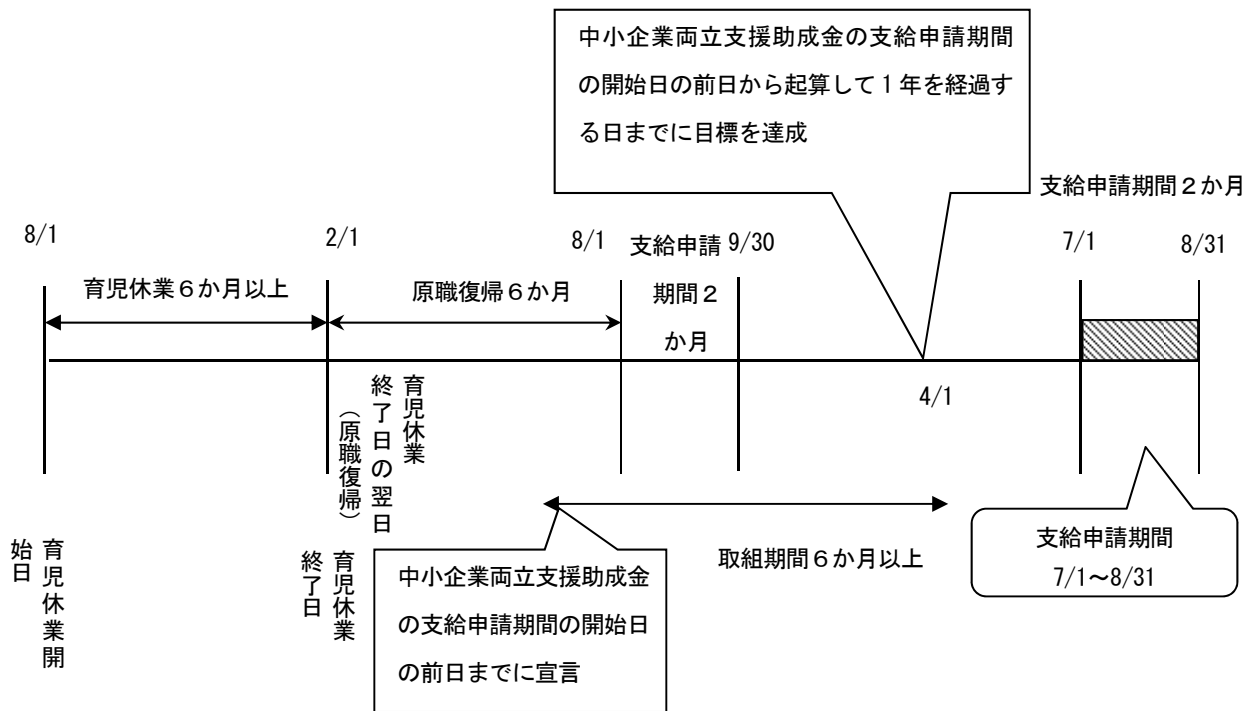 中小企業両立支援助成金の支給申請期間
の開始日の前日から起算して１年を経過す
る日までに目標を達成
支給申請期間２か月
8/1
2/1
8/1
支給申請
期間２
か月
9/30
7/1
8/31
育児休業６か月以上
原職復帰６か月
4/1
育児休業
終了日の翌日
（原職復帰）
育児休業開
始日
育児休業
終了日
取組期間６か月以上
中小企業両立支援助成金
の支給申請期間の開始日
の前日までに宣言
支給申請期間
7/1～8/31